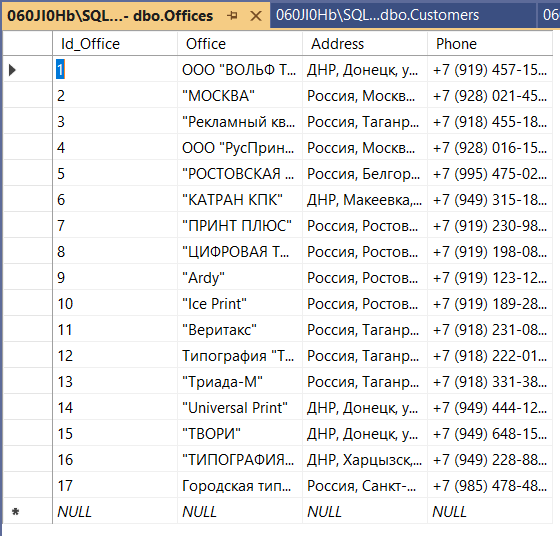 060JI0Hb\SQL...- dbo.Offices 060JI0Hb\SQL...dbo.Customers 060
Id_Office Office Address Phone
1 ООО "ВОЛЬФ Т... ДНР, Донецк, у... +7 (919) 457-15...
2 "МОСКВА" Россия, Москв... +7 (928) 021-45...
3 "Рекламный кв... Россия, Таганр... +7 (918) 455-18...
4 ООО "РусПрин... Россия, Москв... +7 (928) 016-15...
5 "РОСТОВСКАЯ ... Россия, Белгор... +7 (995) 475-02...
6 "КАТРАН КПК" ДНР, Макеевка,... +7 (949) 315-18...
7 "ПРИНТ ПЛЮС" Россия, Ростов... +7 (919) 230-98...
8 "ЦИФРОВАЯ Т... Россия, Ростов... +7 (919) 198-08...
9 "Ardy" Россия, Ростов... +7 (919) 123-12...
10 "Ice Print" Россия, Ростов... +7 (919) 189-28...
11 "Веритакс" Россия, Таганр... +7 (918) 231-08...
12 Типография "Т... Россия, Таганр... +7 (918) 222-01...
13 "Триада-М" Россия, Таганр... +7 (918) 331-38...
14 "Universal Print" ДНР, Донецк, у... +7 (949) 444-12...
15 "ТВОРИ" ДНР, Донецк, у... +7 (949) 648-15...
16 "ТИПОГРАФИЯ... ДНР, Харцызск,... +7 (949) 228-88...
17 Городская тип... Россия, Санкт-... +7 (985) 478-48...
NULL NULL NULL NULL